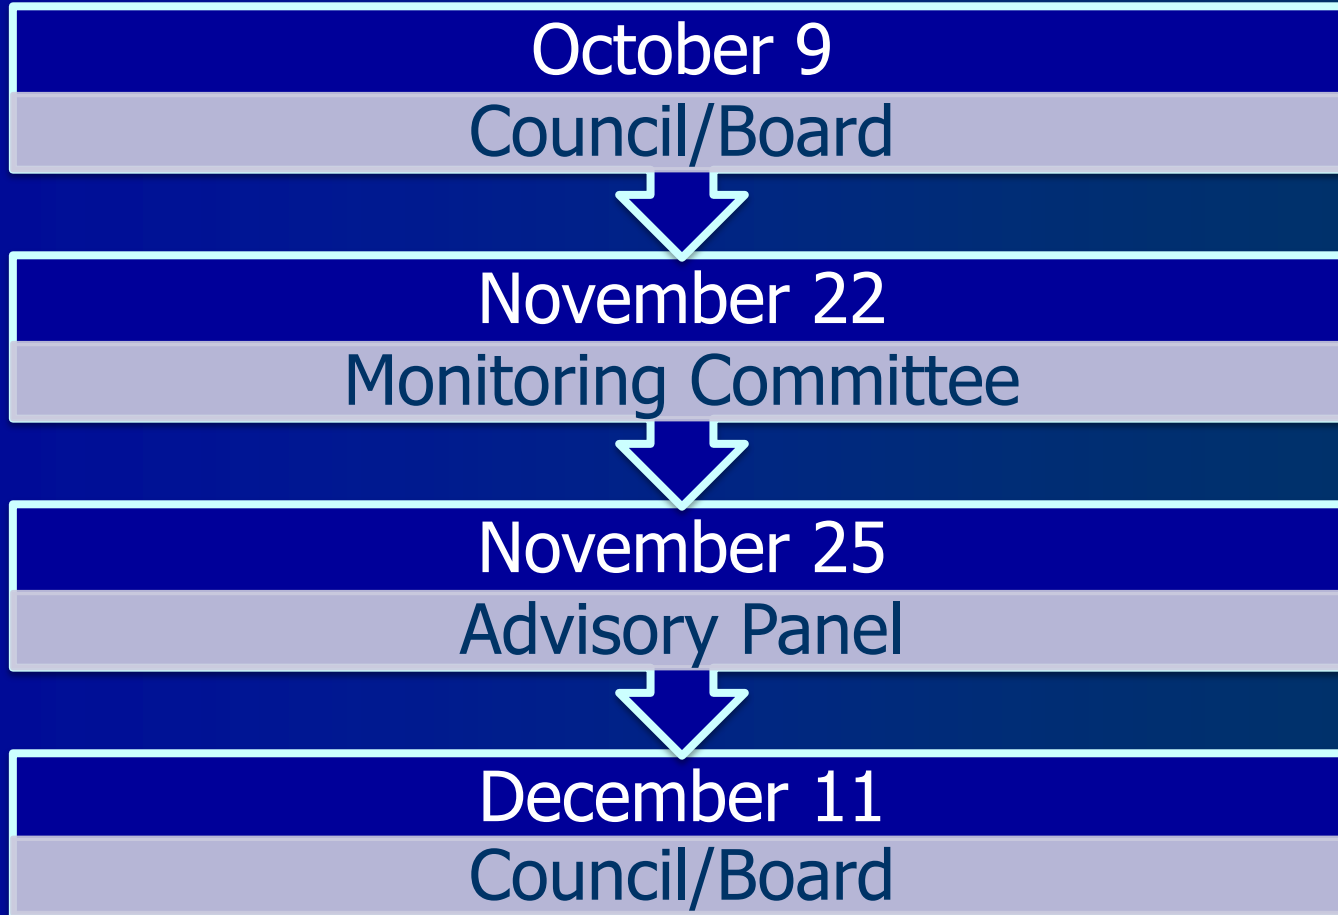 October 9
Council/Board
November 22
Monitoring Committee
November 25
Advisory Panel
December 11
Council/Board